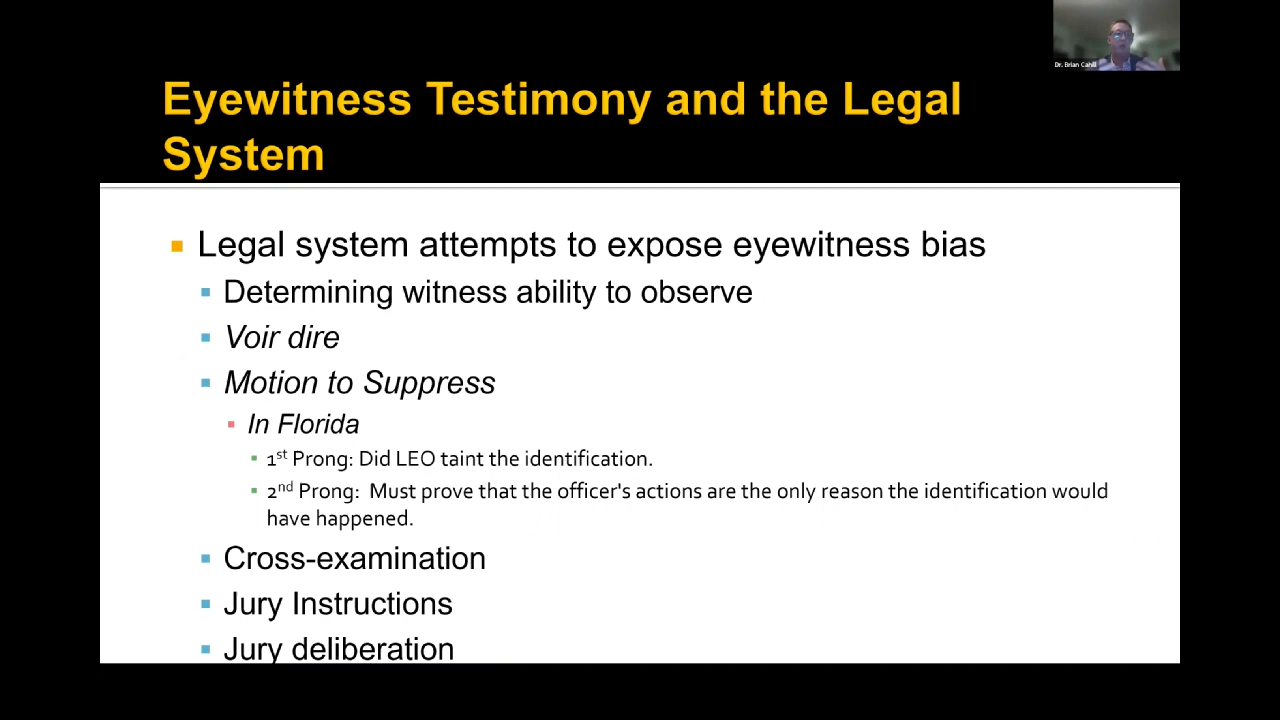 Dr. Brian Cahill
Eyewitness Testimony and the Legal
System
Legal system attempts to expose eyewitness bias
Determining witness ability to observe
Voir dire
Motion to Suppress
In Florida
1st Prong: Did LEO taint the identification.
2nd Prong: Must prove that the officer's actions are the only reason the identification would
have happened.
Cross-examination
Jury Instructions
Jury deliberation